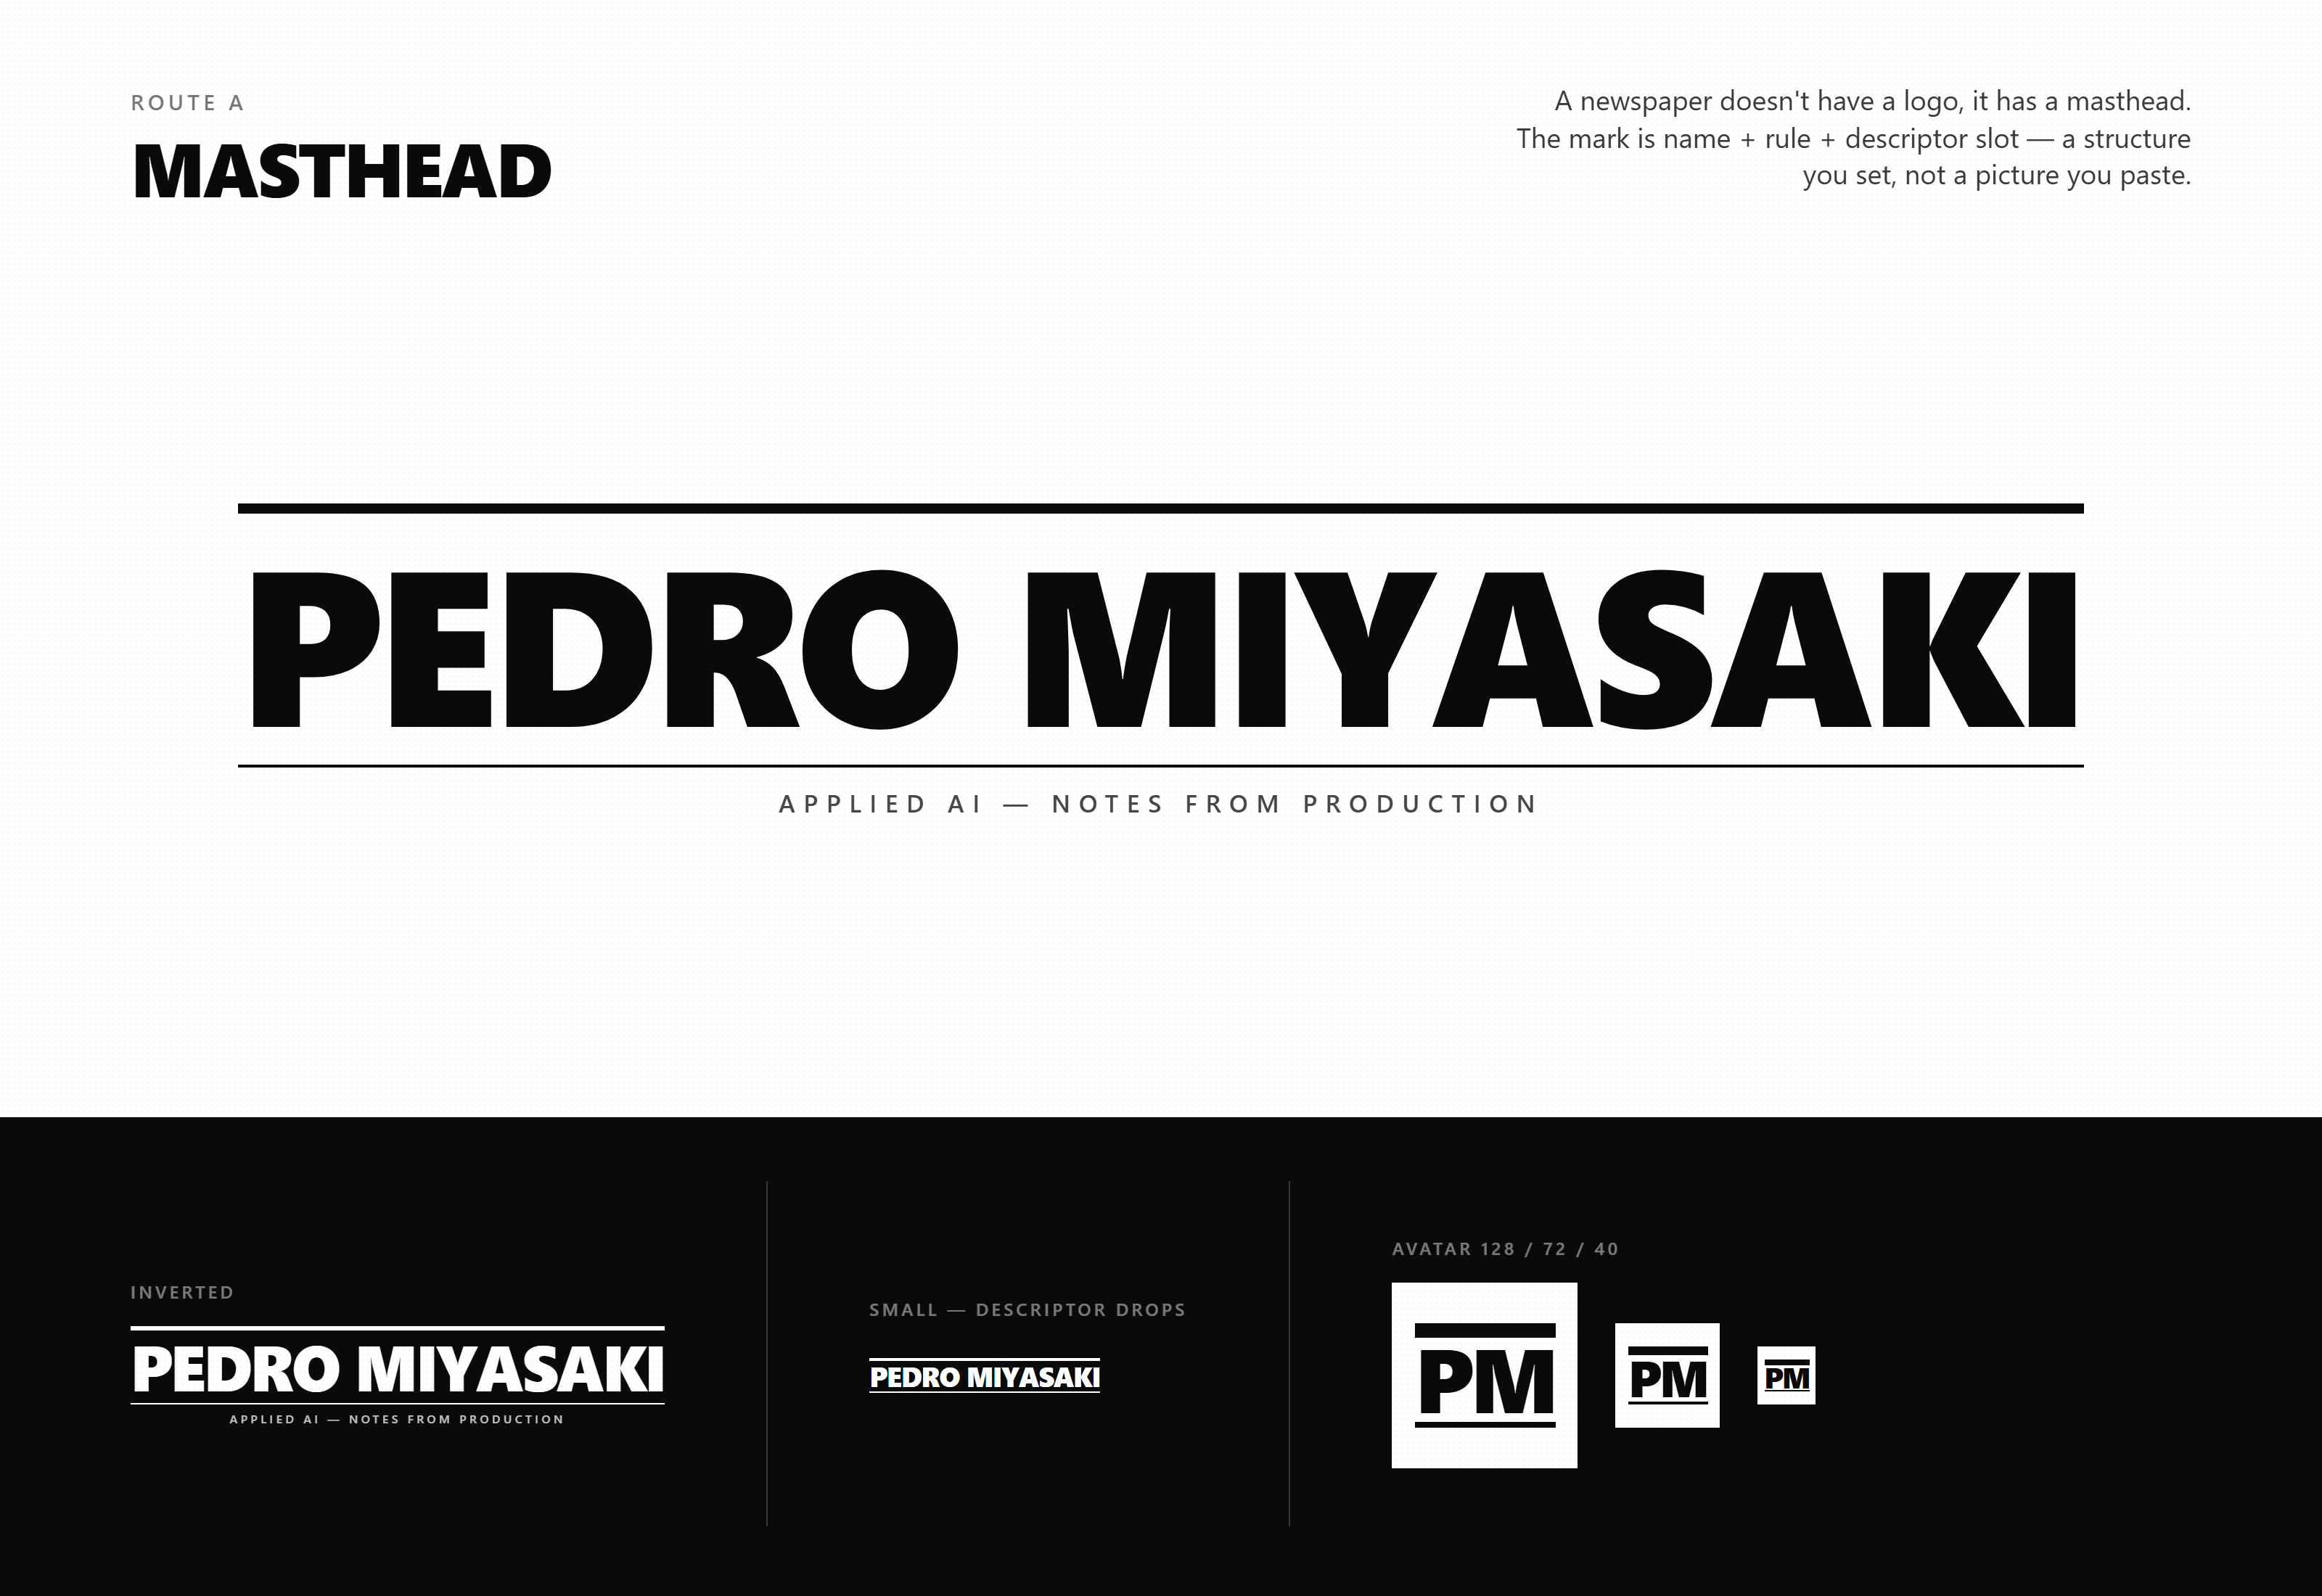 ROUTE A
MASTHEAD
A newspaper doesn't have a logo, it has a masthead.
The mark is name + rule + descriptor slot — a structure
you set, not a picture you paste.
PEDRO MIYASAKI
APPLIED AI — NOTES FROM PRODUCTION
INVERTED
PEDRO MIYASAKI
APPLIED AI — NOTES FROM PRODUCTION
SMALL — DESCRIPTOR DROPS
PEDRO MIYASAKI
AVATAR 128 / 72 / 40
PM
PM
PM